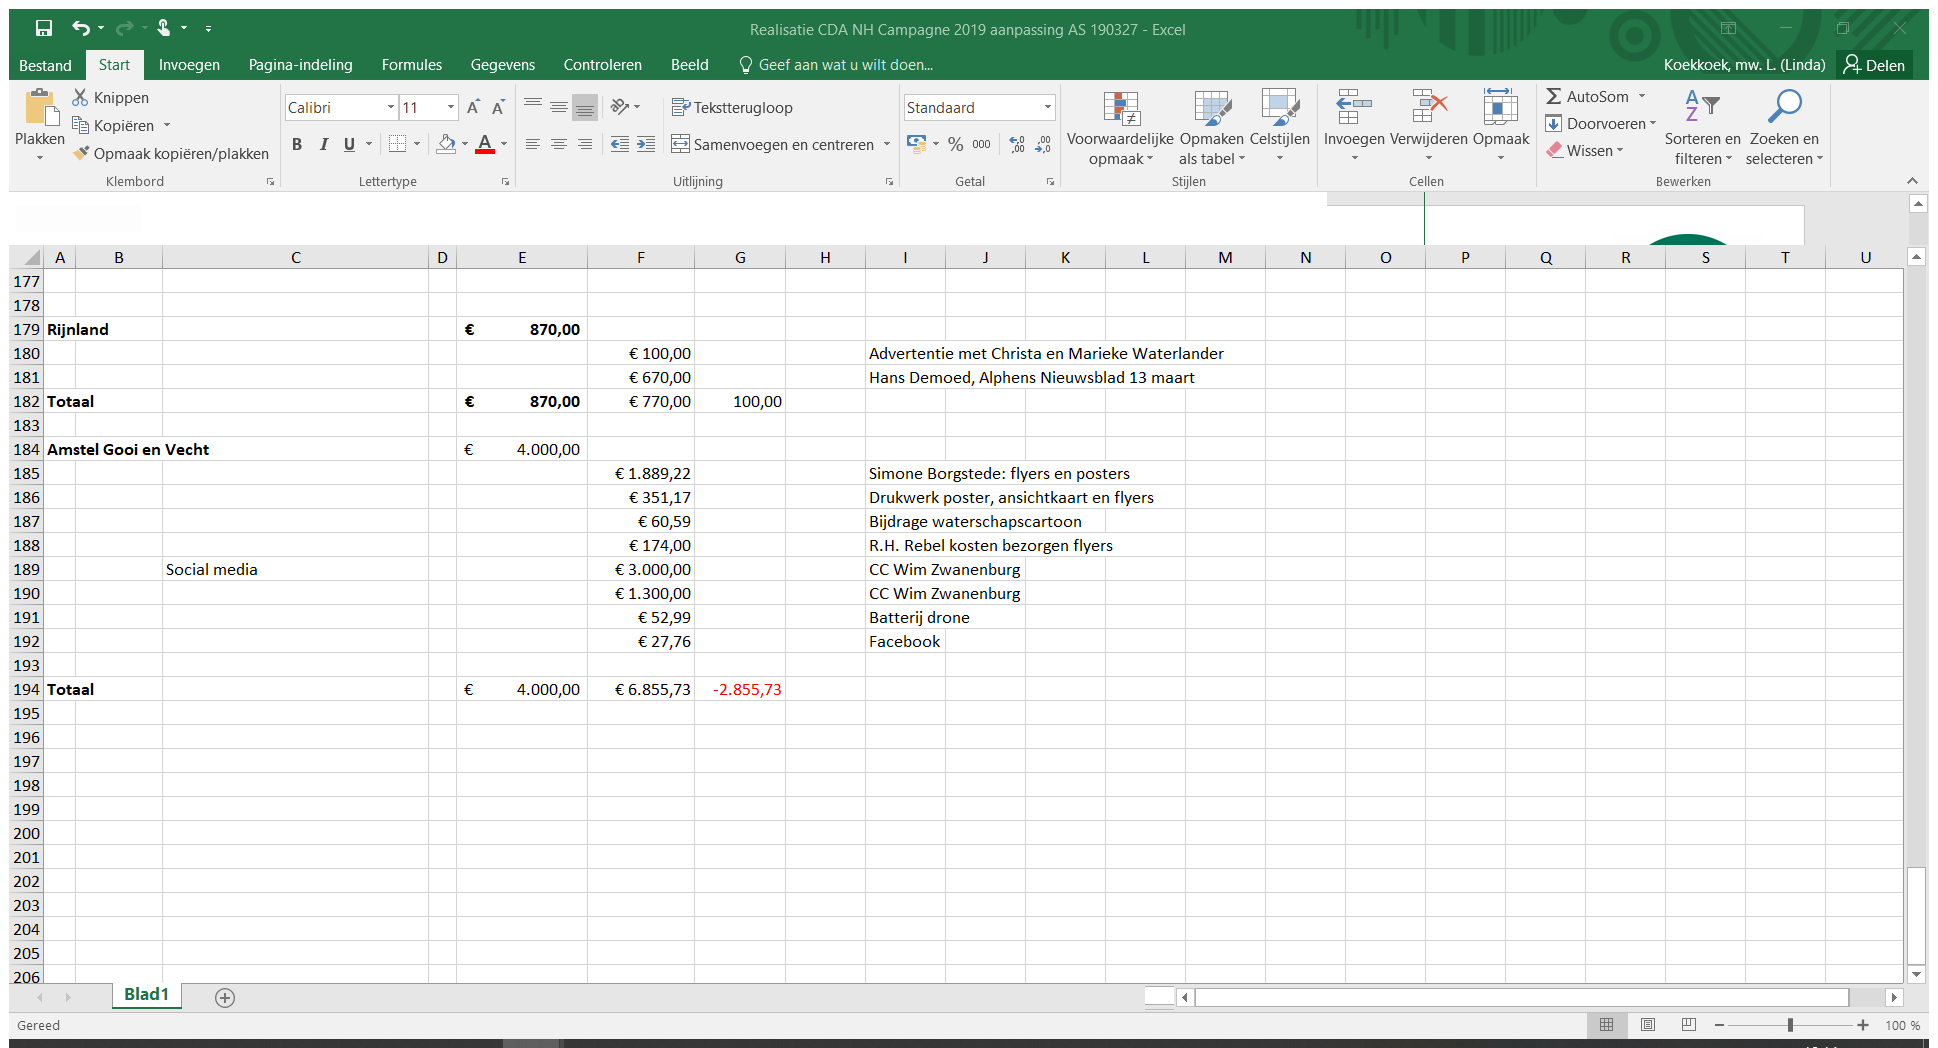 Realisatie CDA NH Campagne 2019 aanpassing AS 190327 - Excel
Bestand Start Invoegen Pagina-indeling Formules Gegevens Controleren Beeld Geef aan wat u wilt doen... Koekkoek, mw. L. (Linda) Delen
Plakken
Knippen
Kopiëren
Opmaak kopiëren/plakken
Klembord
Calibri 11
B I U
Lettertype
Tekstterugloop
Samenvoegen en centreren
Uitlijning
Standaard
% 000
Getal
Voorwaardelijke opmaak
Opmaken als tabel
Celstijlen
Stijlen
Invoegen Verwijderen Opmaak
Cellen
AutoSom
Doorvoeren
Wissen
Sorteren en filteren
Zoeken en selecteren
Bewerken
A B C D E F G H I J K L M N O P Q R S T U
177
178
179 Rijnland € 870,00
180 € 100,00 Advertentie met Christa en Marieke Waterlander
181 € 670,00 Hans Demoed, Alphens Nieuwsblad 13 maart
182 Totaal € 870,00 € 770,00 100,00
183
184 Amstel Gooi en Vecht € 4.000,00
185 € 1.889,22 Simone Borgstede: flyers en posters
186 € 351,17 Drukwerk poster, ansichtkaart en flyers
187 € 60,59 Bijdrage waterschapscartoon
188 € 174,00 R.H. Rebel kosten bezorgen flyers
189 Social media € 3.000,00 CC Wim Zwanenburg
190 € 1.300,00 CC Wim Zwanenburg
191 € 52,99 Batterij drone
192 € 27,76 Facebook
193
194 Totaal € 4.000,00 € 6.855,73 -2.855,73
195
196
197
198
199
200
201
202
203
204
205
206
Blad1
Gereed 100 %